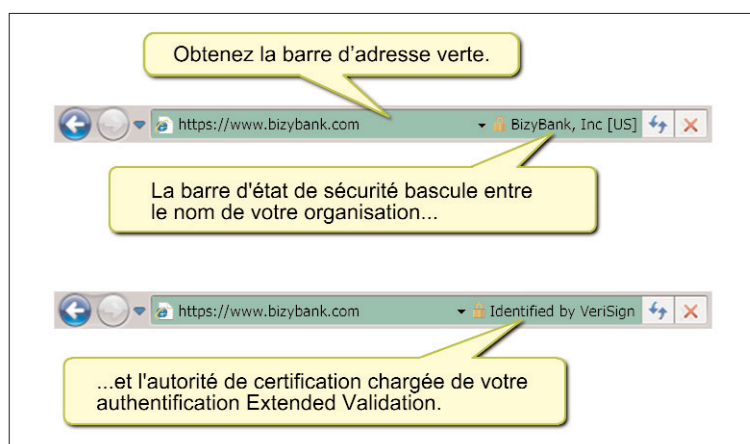 Obtenez la barre d’adresse verte.
https://www.bizybank.com BizyBank, Inc [US]
La barre d'état de sécurité bascule entre
le nom de votre organisation...
https://www.bizybank.com Identified by VeriSign
...et l'autorité de certification chargée de votre
authentification Extended Validation.